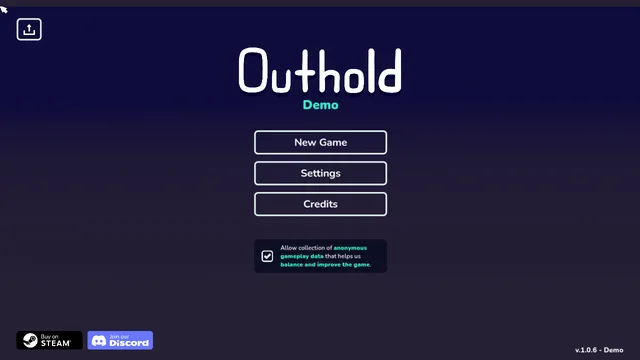 Outhold
Demo
New Game
Settings
Credits
Allow collection of anonymous
gameplay data that helps us
balance and improve the game.
Buy on
STEAM
Join our
Discord
v.1.0.6 - Demo